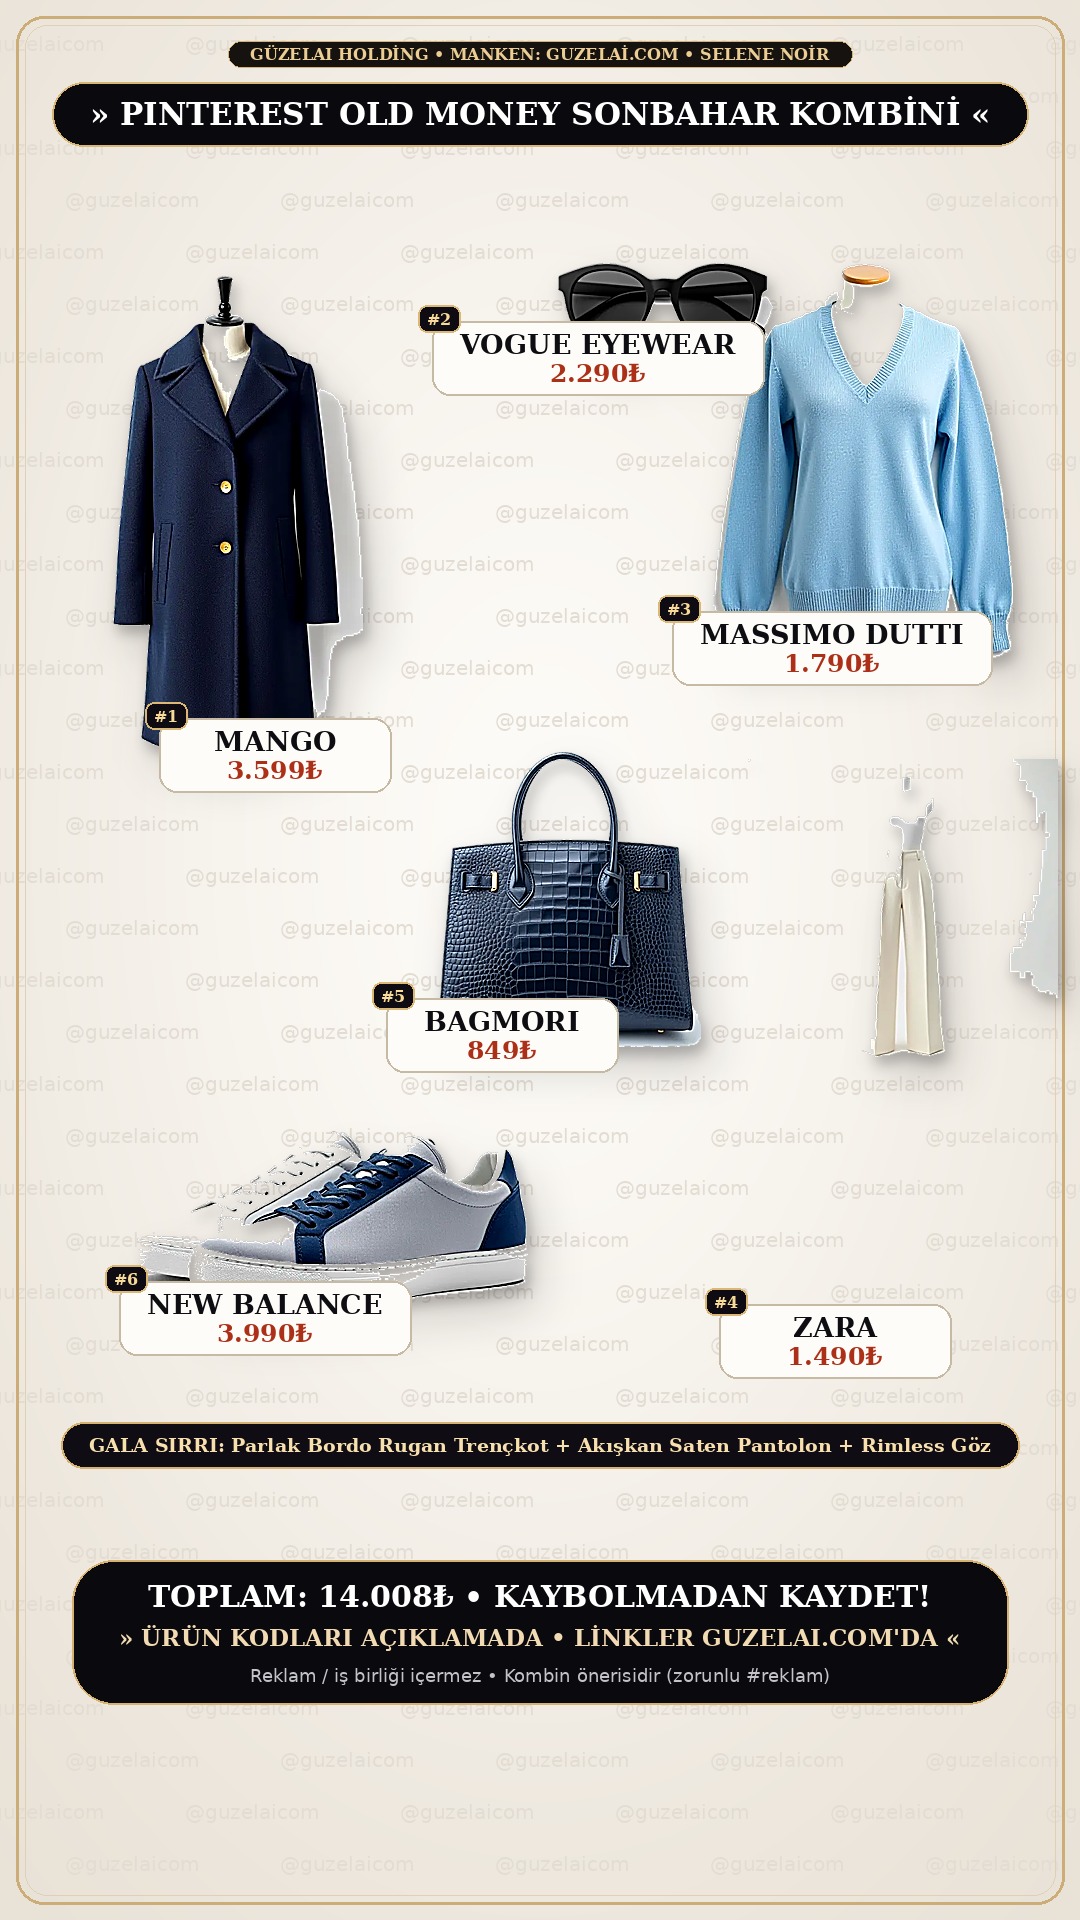 GÜZELAI HOLDİNG • MANKEN: GUZELAİ.COM • SELENE NOİR
» PINTEREST OLD MONEY SONBAHAR KOMBİNİ «
#2
VOGUE EYEWEAR
2.290₺
#3
MASSIMO DUTTI
1.790₺
#1
MANGO
3.599₺
#5
BAGMORI
849₺
#6
NEW BALANCE
3.990₺
#4
ZARA
1.490₺
GALA SIRRI: Parlak Bordo Rugan Trençkot + Akışkan Saten Pantolon + Rimless Göz
TOPLAM: 14.008₺ • KAYBOLMADAN KAYDET!
» ÜRÜN KODLARI AÇIKLAMADA • LİNKLER GUZELAI.COM'DA «
Reklam / iş birliği içermez • Kombin önerisidir (zorunlu #reklam)
@guzelaicom